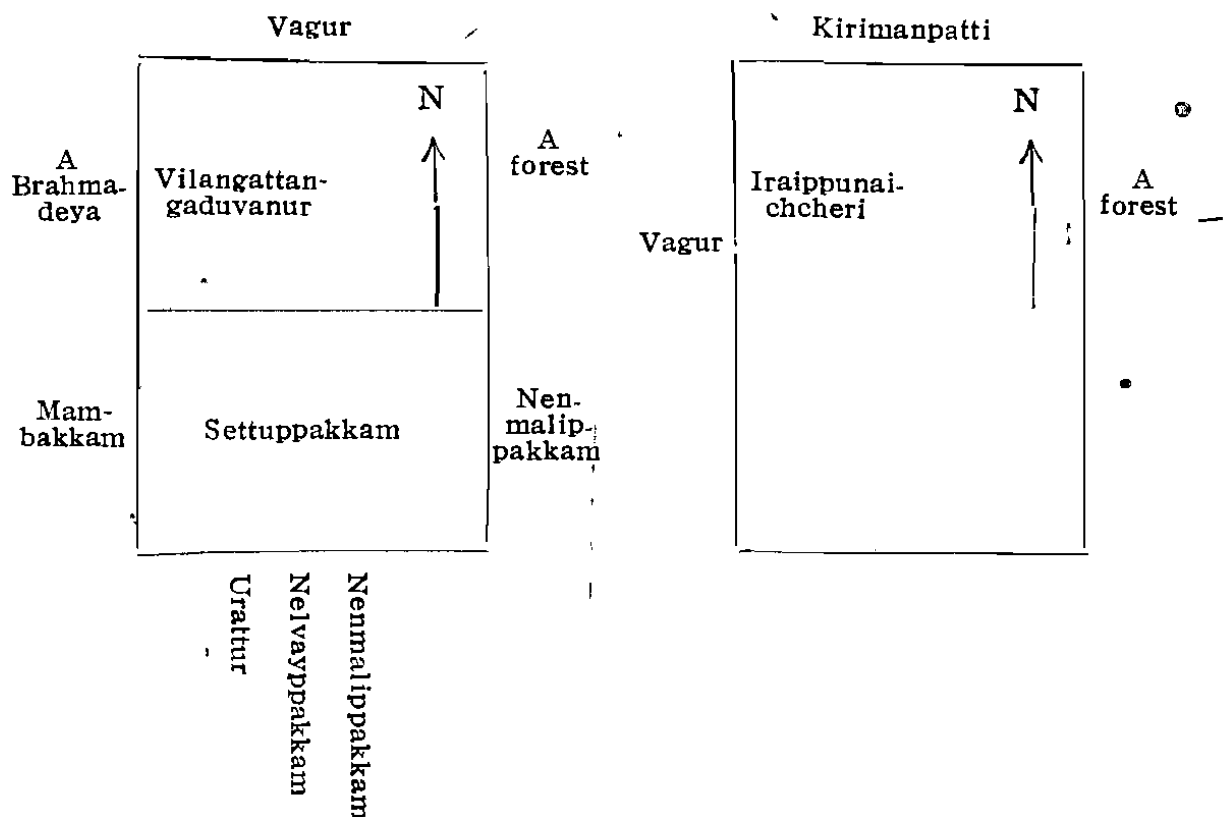 Vagur
N
A
Brahma-
deya
Vilangattan-
gaduvanur
A
forest
Mam-
bakkam
Settuppakkam
Nen-
malip-
pakkam
Urattur
Nelvayppakkam
Nenmalippakkam
Kirimanpatti
N
Vagur
Iraippunai-
chcheri
A
forest